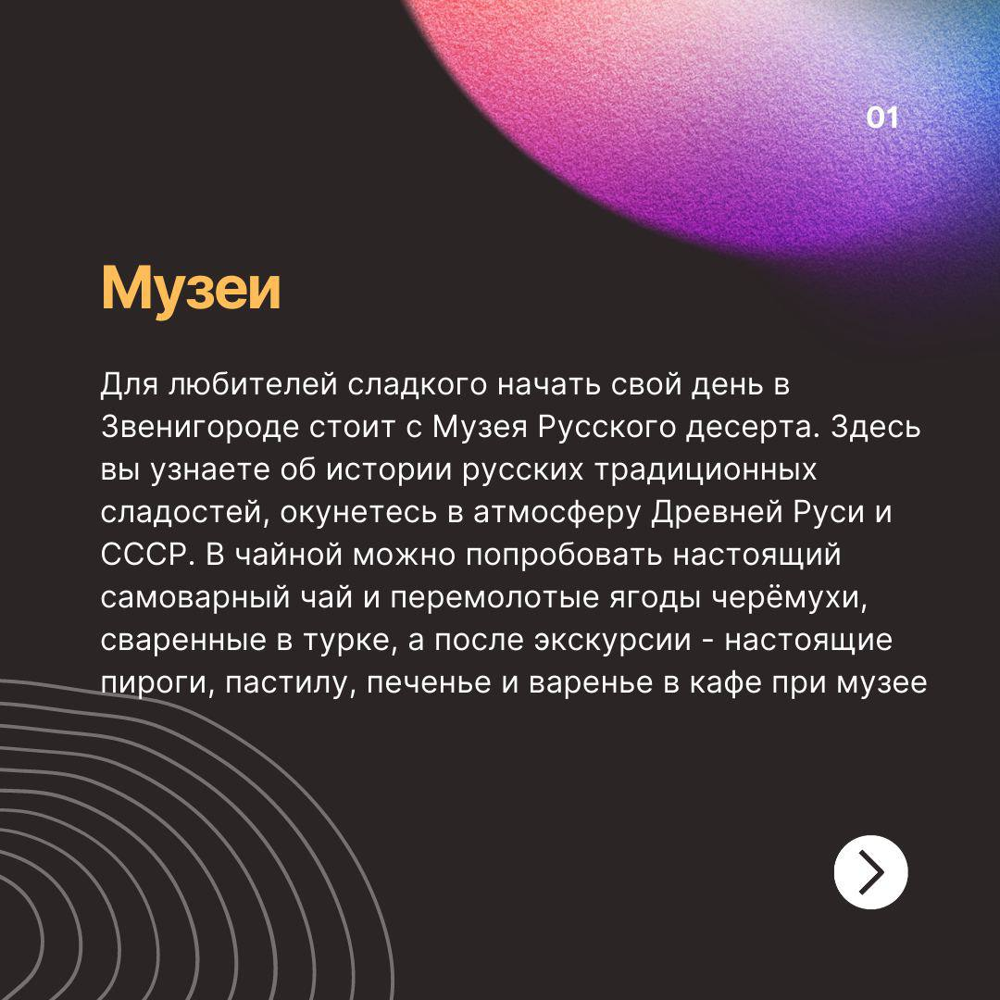 01
Музеи
Для любителей сладкого начать свой день в
Звенигороде стоит с Музея Русского десерта. Здесь
вы узнаете об истории русских традиционных
сладостей, окунетесь в атмосферу Древней Руси и
СССР. В чайной можно попробовать настоящий
самоварный чай и перемолотые ягоды черёмухи,
сваренные в турке, а после экскурсии - настоящие
пироги, пастилу, печенье и варенье в кафе при музее